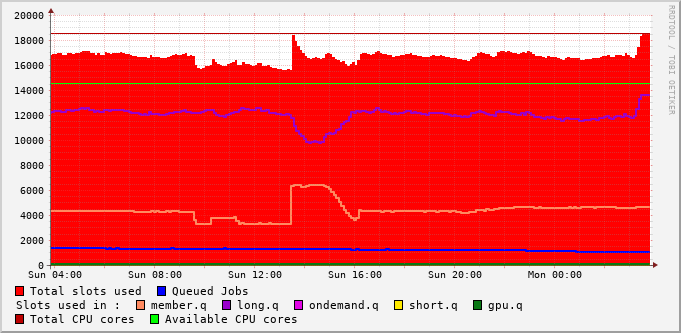 20000
18000
16000
14000
12000
10000
8000
6000
4000
2000
0
Sun 04:00 Sun 08:00 Sun 12:00 Sun 16:00 Sun 20:00 Mon 00:00
Total slots used Queued Jobs
Slots used in : member.q long.q ondemand.q short.q gpu.q
Total CPU cores Available CPU cores
RRDTOOL / TOBI OETIKER